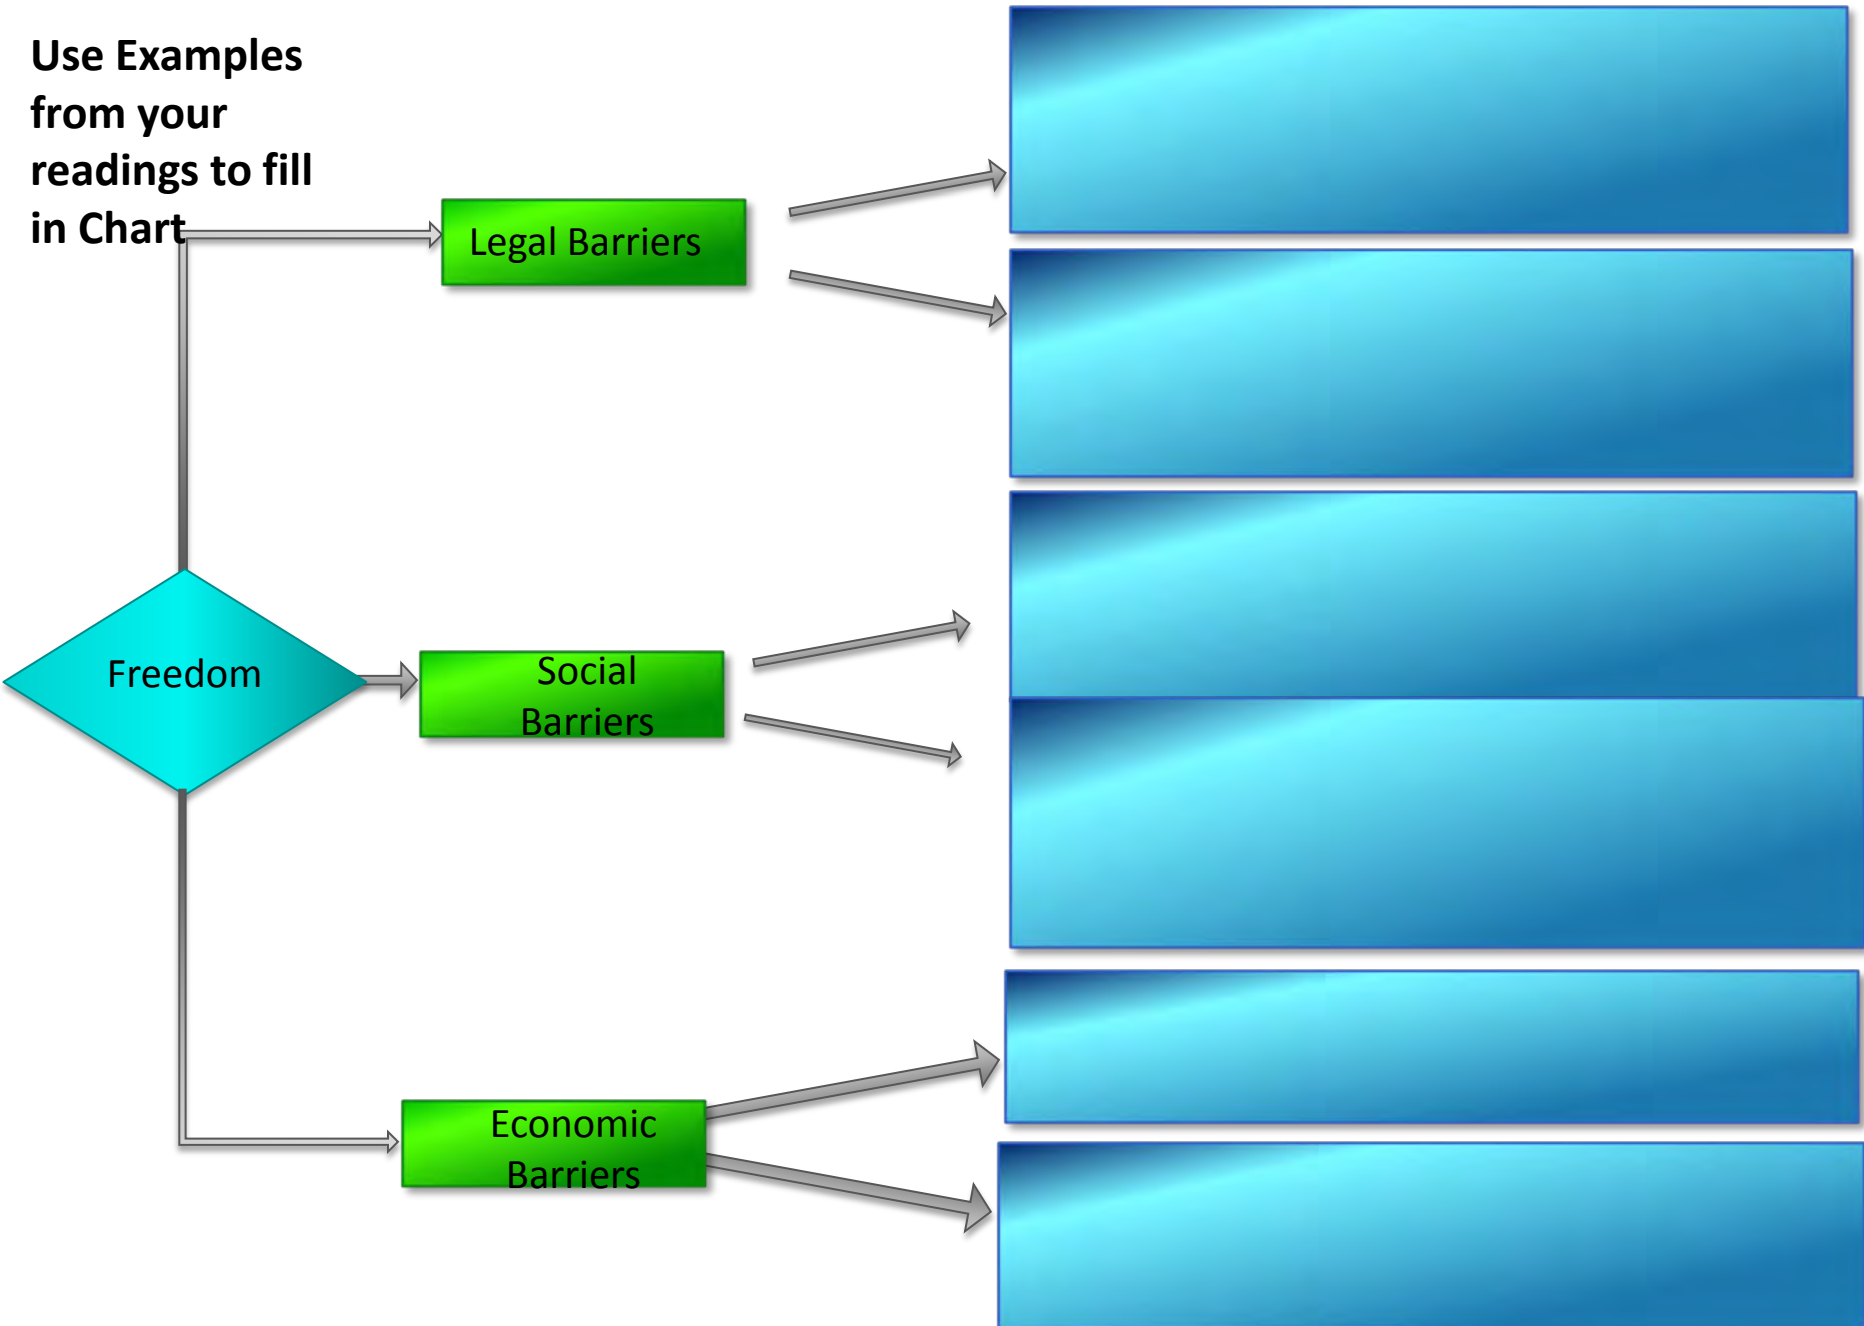 Use Examples
from your
readings to fill
in Chart
Legal Barriers
Freedom
Social
Barriers
Economic
Barriers